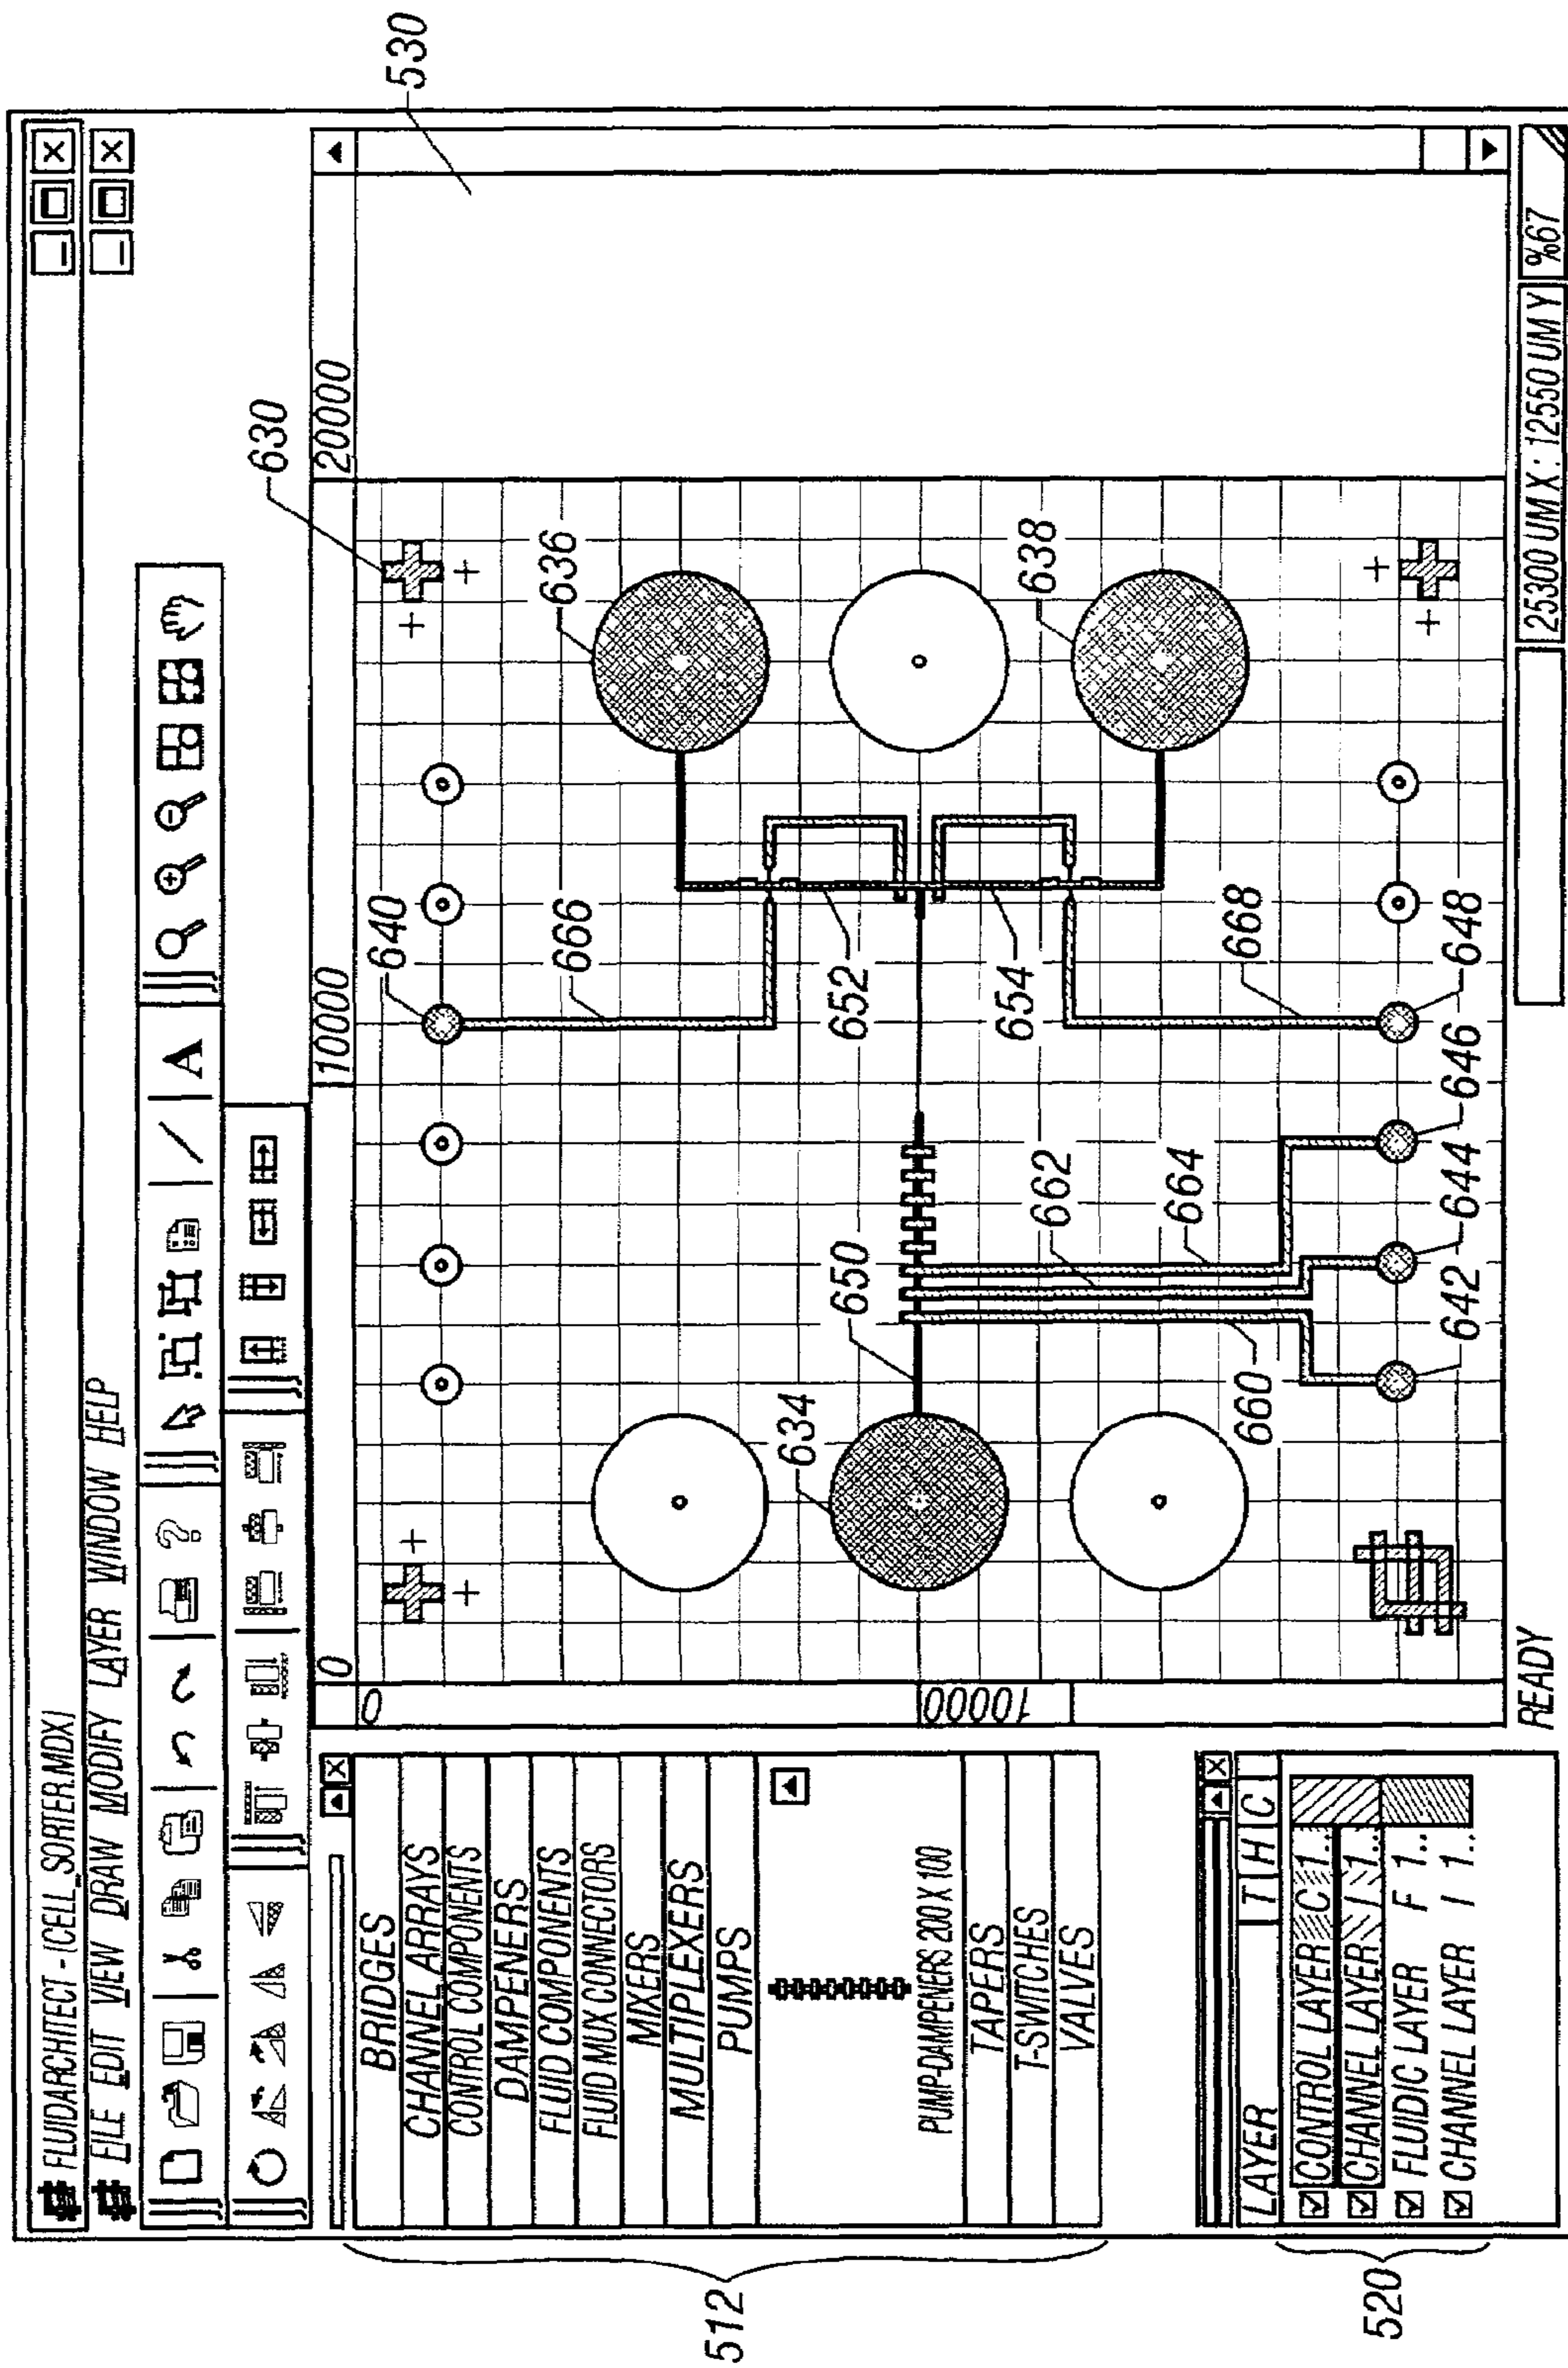 FLUIDARCHITECT - [CELL_SORTER.MDX]
FILE EDIT VIEW DRAW MODIFY LAYER WINDOW HELP
?
A
530
630
0
10000
20000
0
10000
BRIDGES
CHANNEL ARRAYS
CONTROL COMPONENTS
DAMPENERS
FLUID COMPONENTS
FLUID MUX CONNECTORS
MIXERS
MULTIPLEXERS
PUMPS
PUMP-DAMPENERS 200 X 100
TAPERS
T-SWITCHES
VALVES
512
LAYER T H C
CONTROL LAYER C 1..
CHANNEL LAYER I 1..
FLUIDIC LAYER F 1..
CHANNEL LAYER I 1..
520
640
636
666
652
634
650
654
638
662
664
660
668
642
644
646
648
READY
25300 UM X : 12550 UM Y
%67